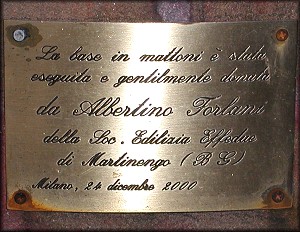 La base in mattoni è stata
eseguita e gentilmente donata
da Albertino Forlani
della Soc. Edilizia Effedue
di Martinengo (BG)
Milano, 24 dicembre 2000